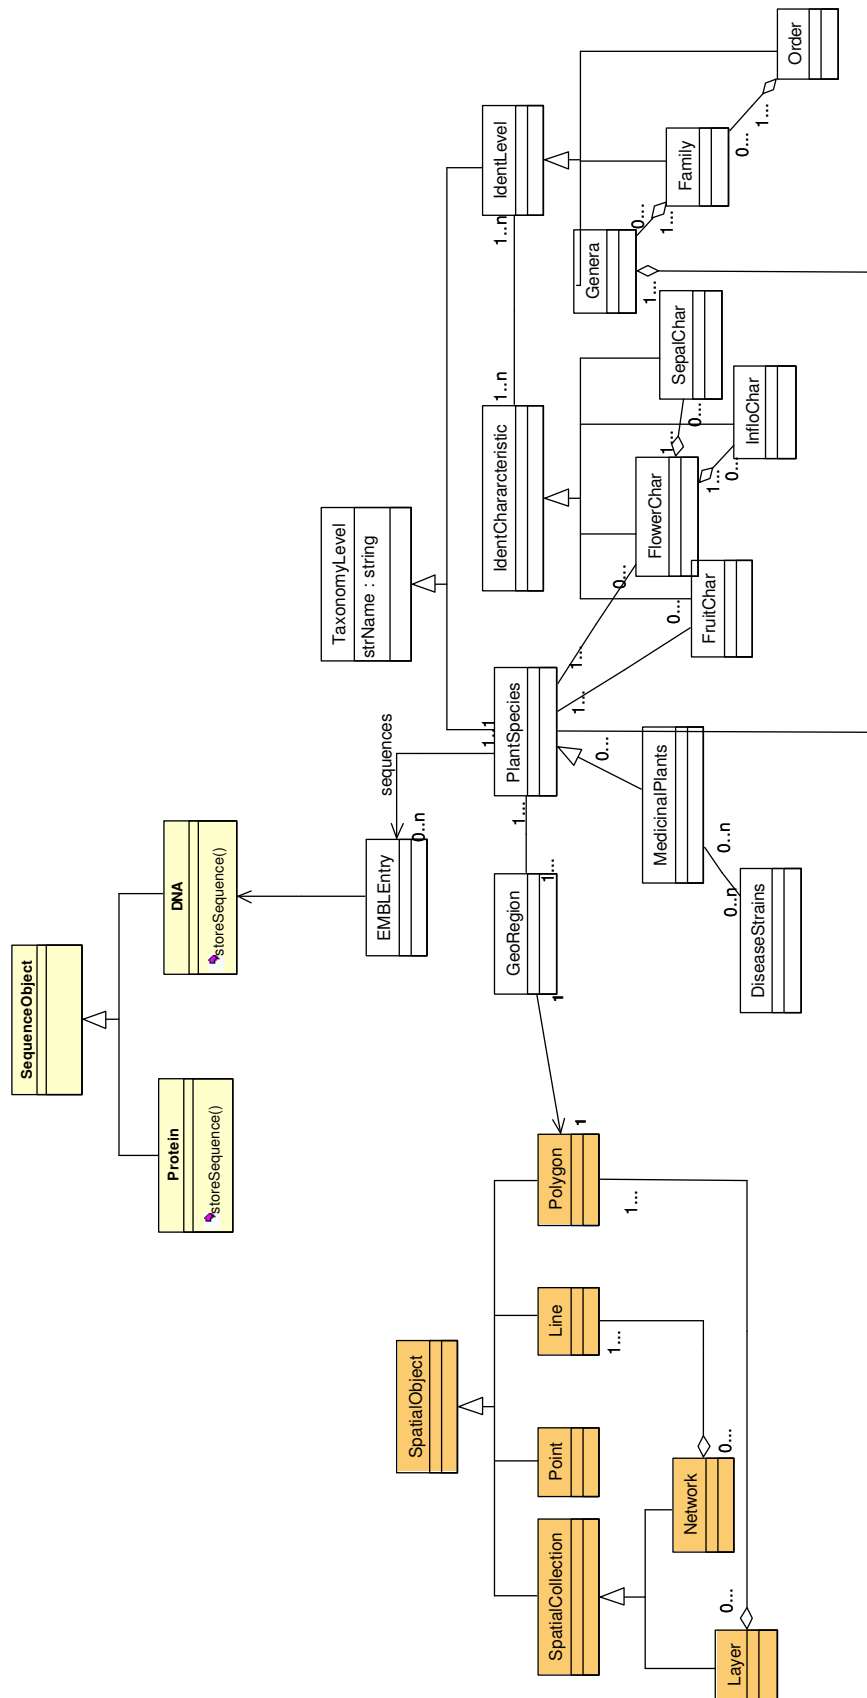 SequenceObject
Protein
storeSequence()
DNA
storeSequence()
TaxonomyLevel
strName : string
EMBLEntry
0..n
sequences
SpatialObject
SpatialCollection
Point
Line
1...
Polygon
1...
1
GeoRegion
1
1...
PlantSpecies
1...
1..1
0...
1...
1...
IdentChararcteristic
1..n
IdentLevel
1..n
Layer
0...
Network
0...
DiseaseStrains
0..n
MedicinalPlants
0..n
FruitChar
0...
FlowerChar
0...
1...
1...
SepalChar
0...
InfloChar
0...
Genera
1...
0...
Family
1...
0...
Order
1...